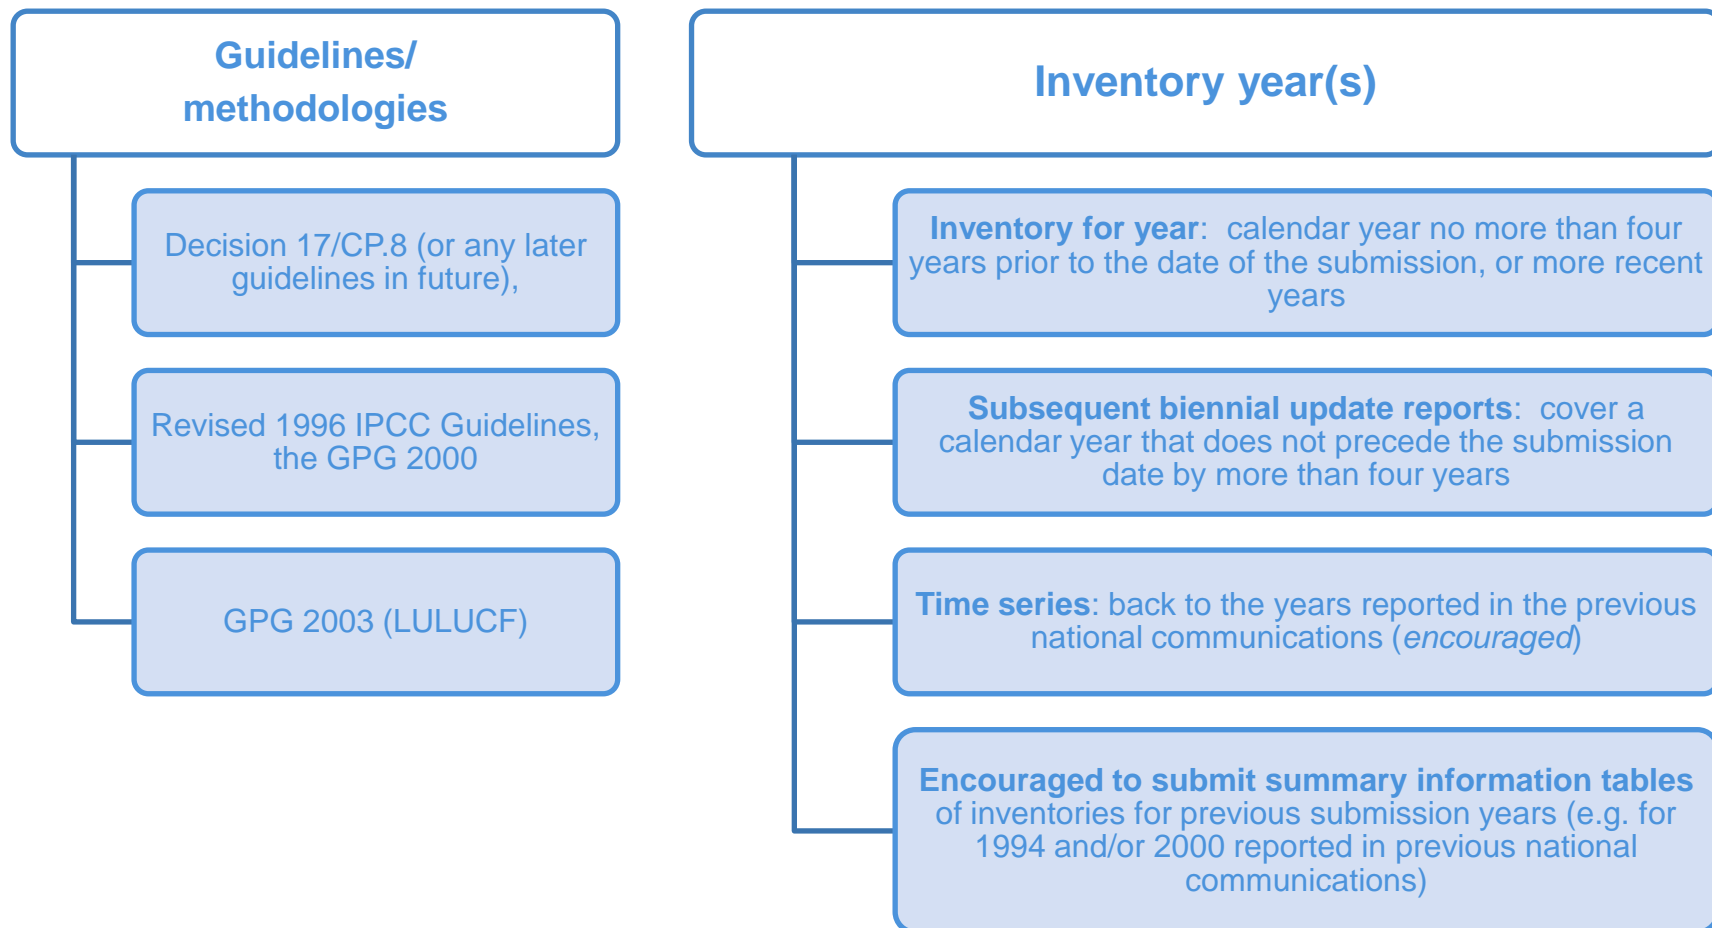 Guidelines/
methodologies
Decision 17/CP.8 (or any later
guidelines in future),
Revised 1996 IPCC Guidelines,
the GPG 2000
GPG 2003 (LULUCF)
Inventory year(s)
Inventory for year:  calendar year no more than four
years prior to the date of the submission, or more recent
years
Subsequent biennial update reports:  cover a
calendar year that does not precede the submission
date by more than four years
Time series: back to the years reported in the previous
national communications (encouraged)
Encouraged to submit summary information tables
of inventories for previous submission years (e.g. for
1994 and/or 2000 reported in previous national
communications)